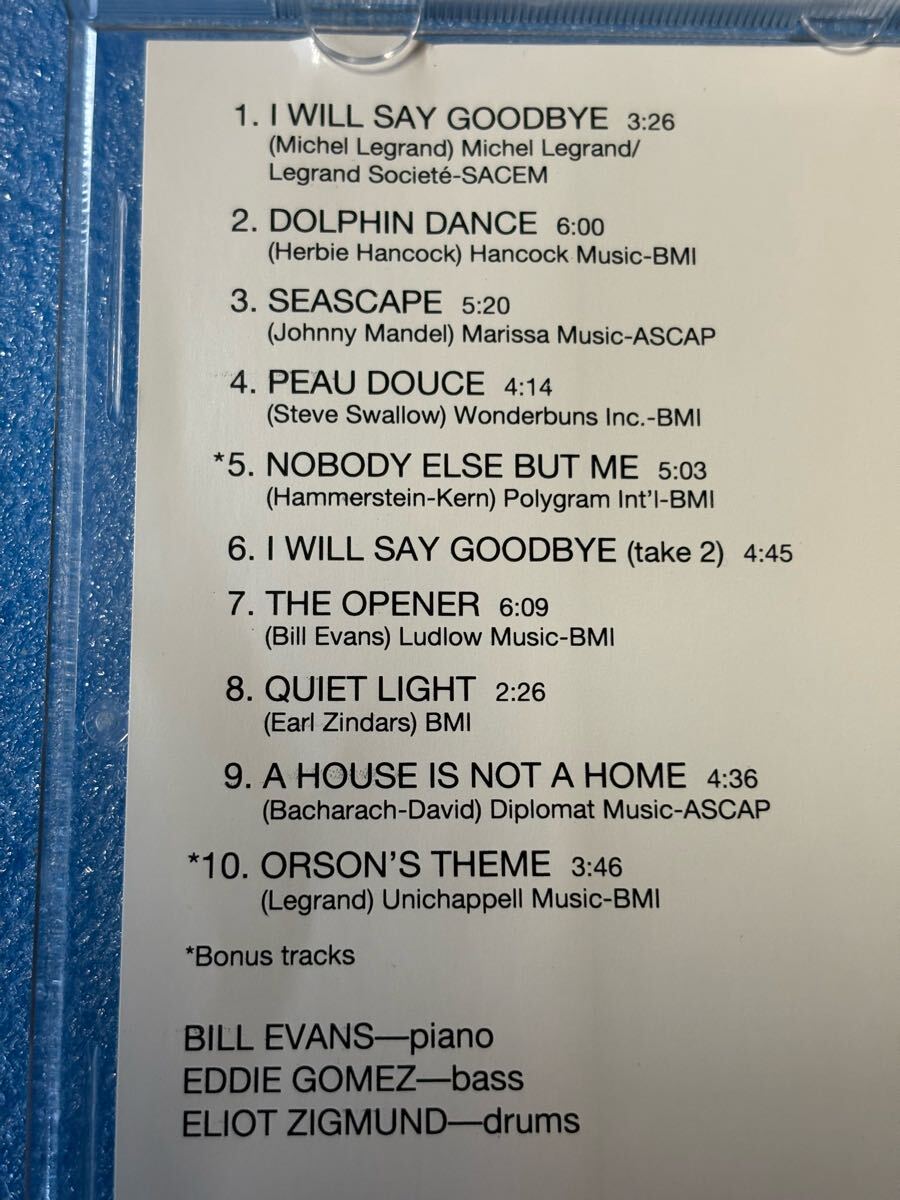 1. I WILL SAY GOODBYE 3:26
(Michel Legrand) Michel Legrand/
Legrand Societé-SACEM
2. DOLPHIN DANCE 6:00
(Herbie Hancock) Hancock Music-BMI
3. SEASCAPE 5:20
(Johnny Mandel) Marissa Music-ASCAP
4. PEAU DOUCE 4:14
(Steve Swallow) Wonderbuns Inc.-BMI
*5. NOBODY ELSE BUT ME 5:03
(Hammerstein-Kern) Polygram Int'l-BMI
6. I WILL SAY GOODBYE (take 2) 4:45
7. THE OPENER 6:09
(Bill Evans) Ludlow Music-BMI
8. QUIET LIGHT 2:26
(Earl Zindars) BMI
9. A HOUSE IS NOT A HOME 4:36
(Bacharach-David) Diplomat Music-ASCAP
*10. ORSON'S THEME 3:46
(Legrand) Unichappell Music-BMI
*Bonus tracks
BILL EVANS—piano
EDDIE GOMEZ—bass
ELIOT ZIGMUND—drums